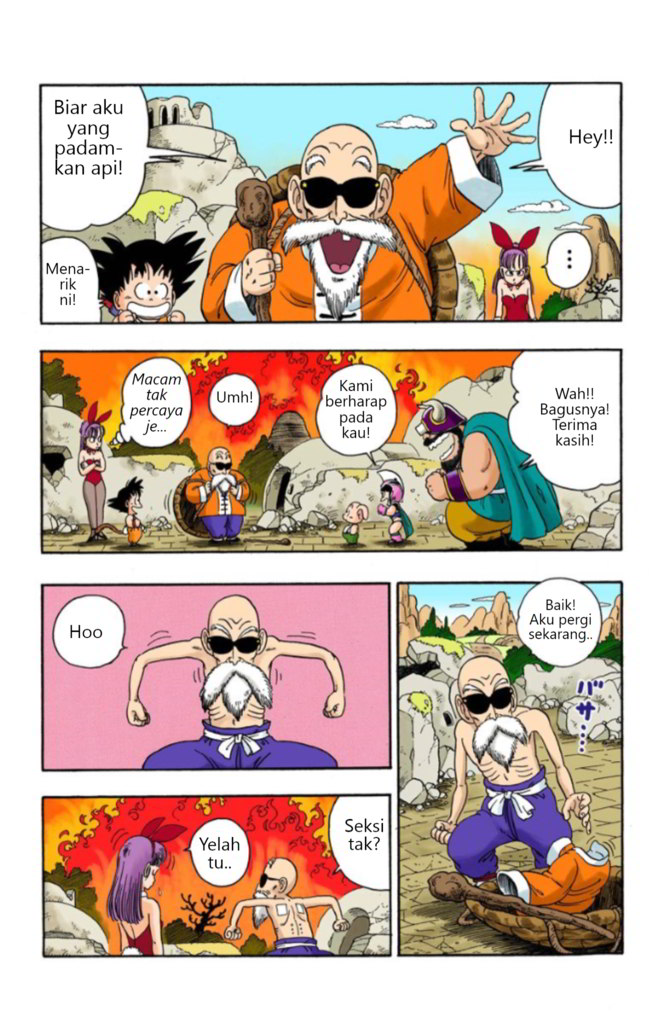 Hey!!
Biar aku
yang
padam-
kan api!
...
Mena-
rik
ni!
Wah!!
Bagusnya!
Terima
kasih!
Kami
berharap
pada
kau!
Umh!
Macam
tak
percaya
je...
Baik!
Aku pergi
sekarang..
バサ……
Hoo
Seksi
tak?
Yelah
tu..